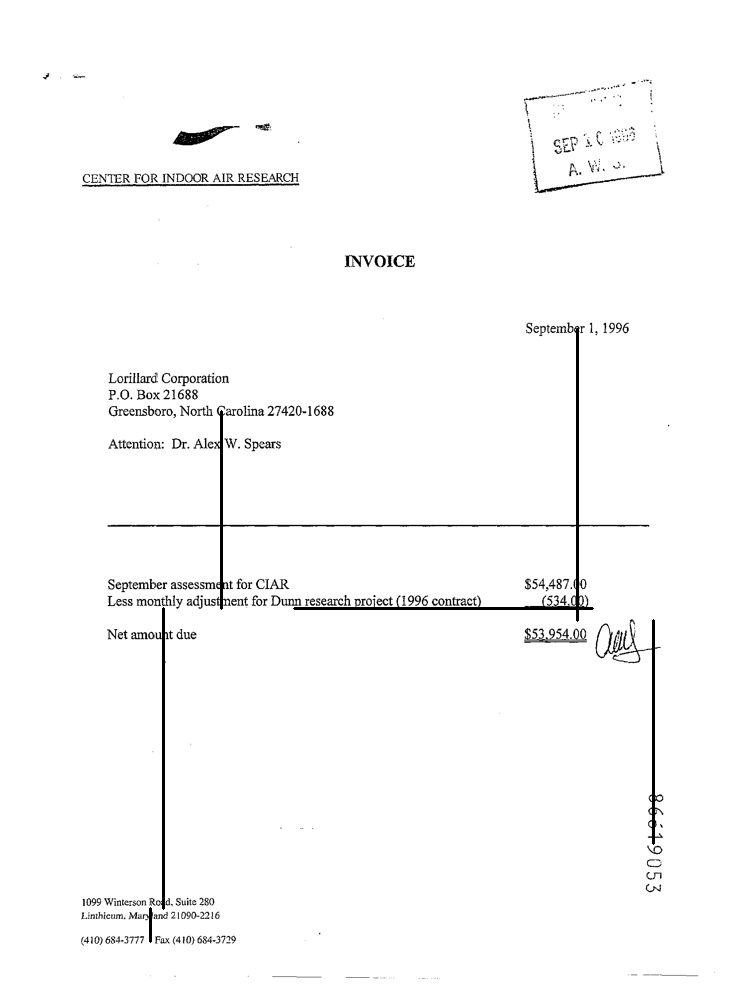 SEP 10 1996
A. W. S.
CENTER FOR INDOOR AIR RESEARCH
INVOICE
September 1, 1996
Lorillard Corporation
P.O. Box 21688
Greensboro, North Carolina 27420-1688
Attention: Dr. Alex W. Spears
September assessment for CIAR $54,487.00
Less monthly adjustment for Dunn research project (1996 contract) (534.00)
Net amount due $53,954.00
86619053
1099 Winterson Road, Suite 280
Linthicum, Maryland 21090-2216
(410) 684-3777 Fax (410) 684-3729